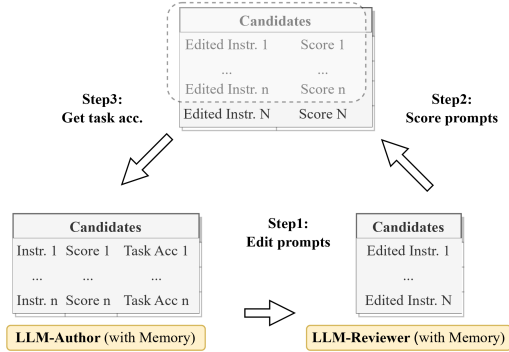 Candidates
Edited Instr. 1 Score 1
... ...
Edited Instr. n Score n
Edited Instr. N Score N
Step3:
Get task acc.
Step2:
Score prompts
Candidates
Instr. 1 Score 1 Task Acc 1
... ... ...
Instr. n Score n Task Acc n
LLM-Author (with Memory)
Step1:
Edit prompts
Candidates
Edited Instr. 1
...
Edited Instr. N
LLM-Reviewer (with Memory)